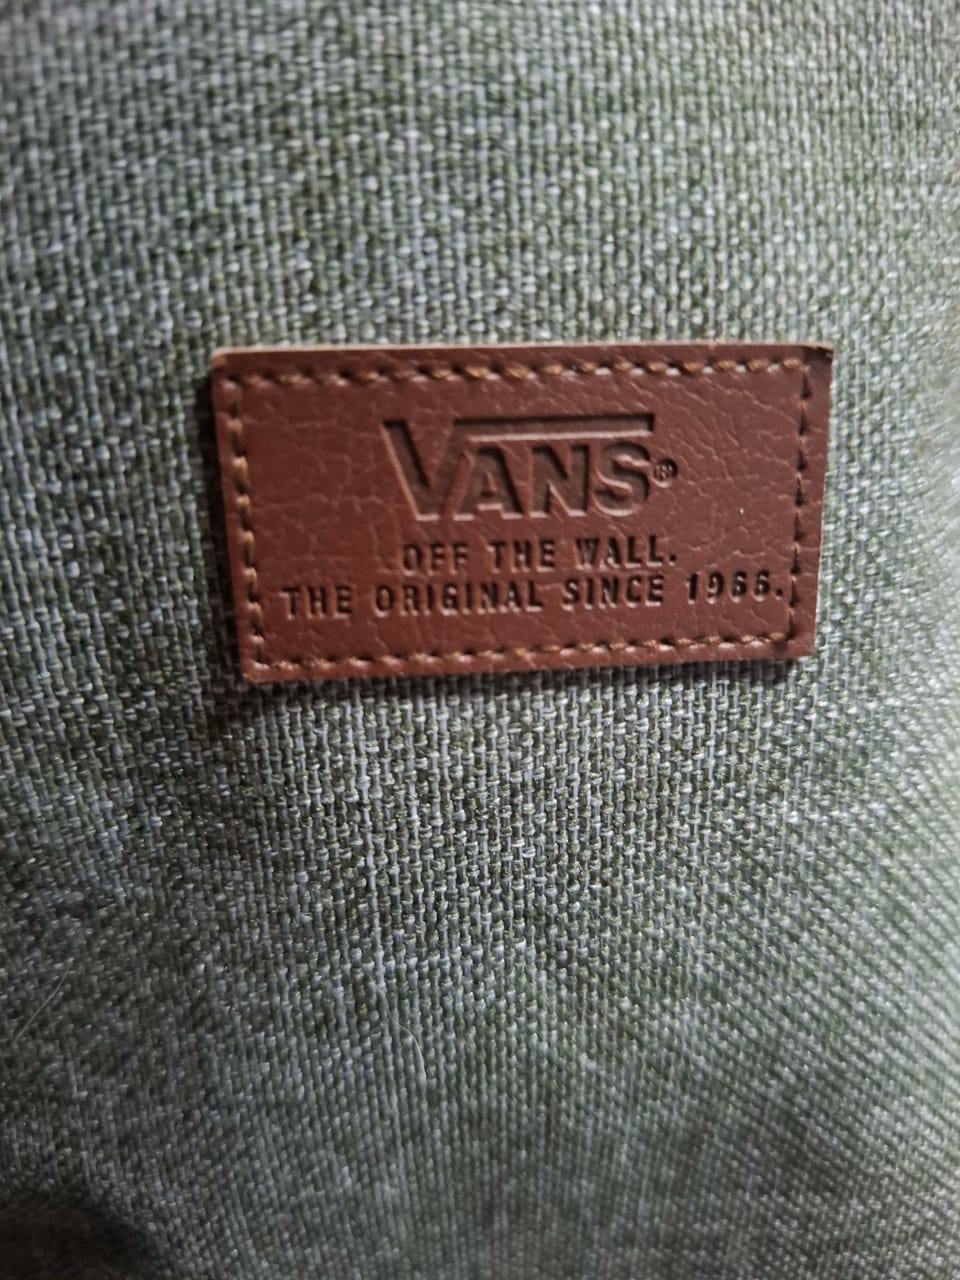 VANS®
OFF THE WALL.
THE ORIGINAL SINCE 1966.